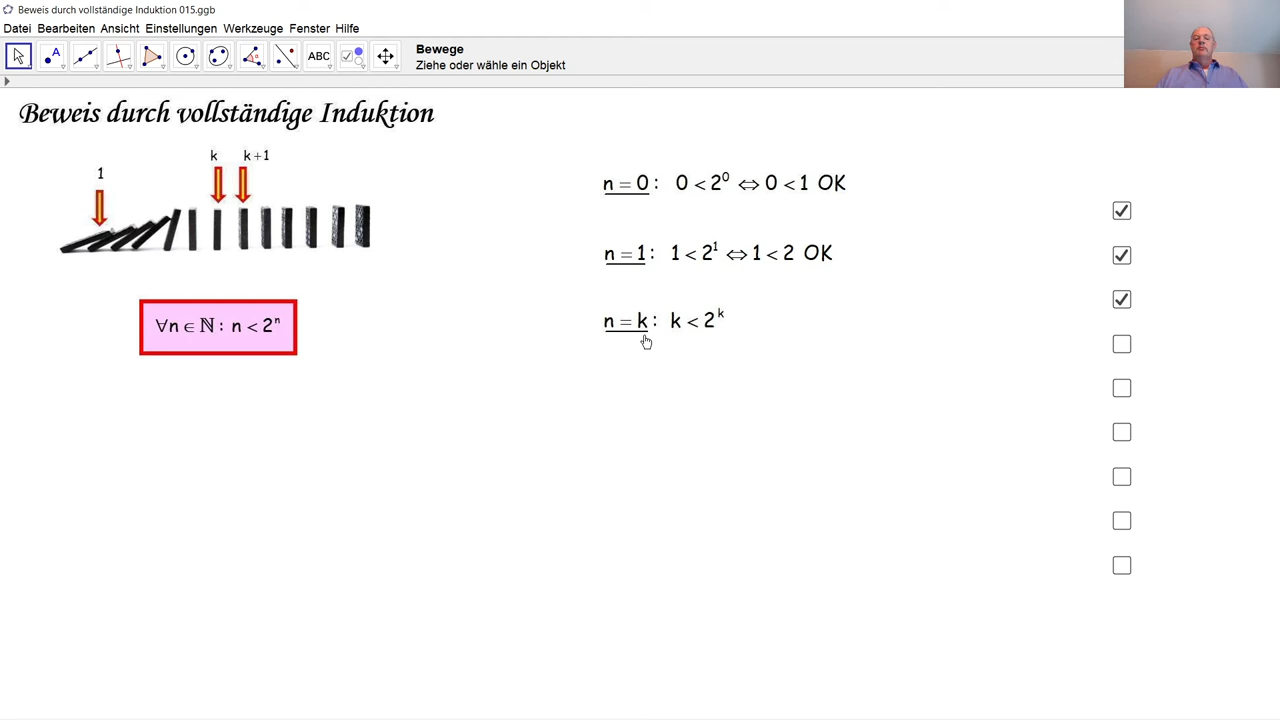 Beweis durch vollständige Induktion 015.ggb
Datei Bearbeiten Ansicht Einstellungen Werkzeuge Fenster Hilfe
A
ABC
Bewege
Ziehe oder wähle ein Objekt
Beweis durch vollständige Induktion
1
k k+1
∀n ∈ ℕ: n < 2ⁿ
n = 0: 0 < 2⁰ ⇔ 0 < 1 OK
n = 1: 1 < 2¹ ⇔ 1 < 2 OK
n = k: k < 2ᵏ